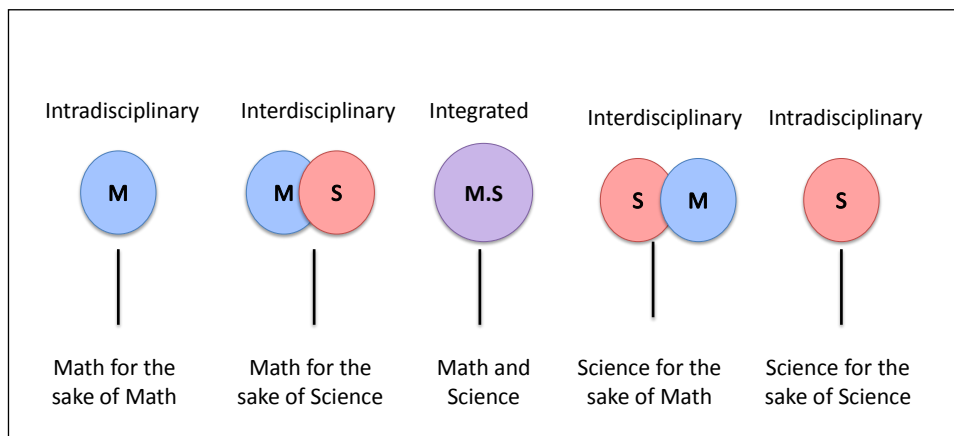 Intradisciplinary
Interdisciplinary
Integrated
Interdisciplinary
Intradisciplinary
M
M
S
M.S
S
M
S
Math for the
sake of Math
Math for the
sake of Science
Math and
Science
Science for the
sake of Math
Science for the
sake of Science